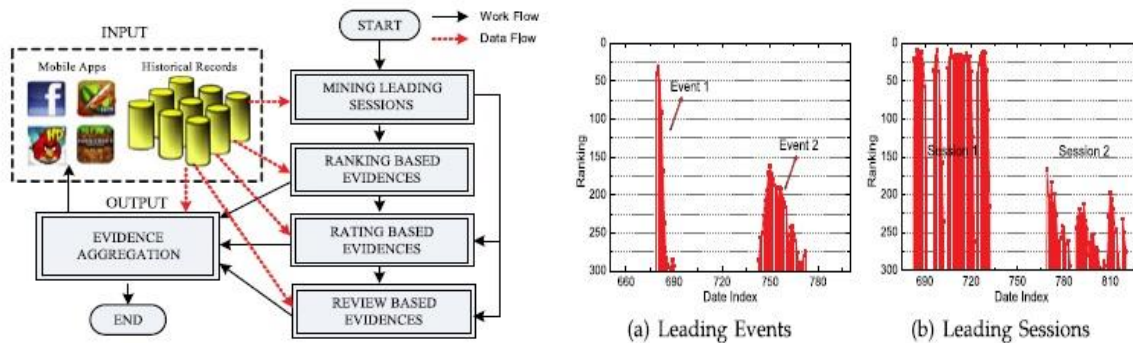 START
Work Flow
Data Flow
INPUT
Mobile Apps
Historical Records
MINING LEADING
SESSIONS
RANKING BASED
EVIDENCES
OUTPUT
EVIDENCE
AGGREGATION
RATING BASED
EVIDENCES
REVIEW BASED
EVIDENCES
END
Ranking
0
50
100
150
200
250
300
Event 1
Event 2
660
690
720
750
780
Date Index
(a) Leading Events
Ranking
0
50
100
150
200
250
300
Session 1
Session 2
690
720
750
780
810
Date Index
(b) Leading Sessions